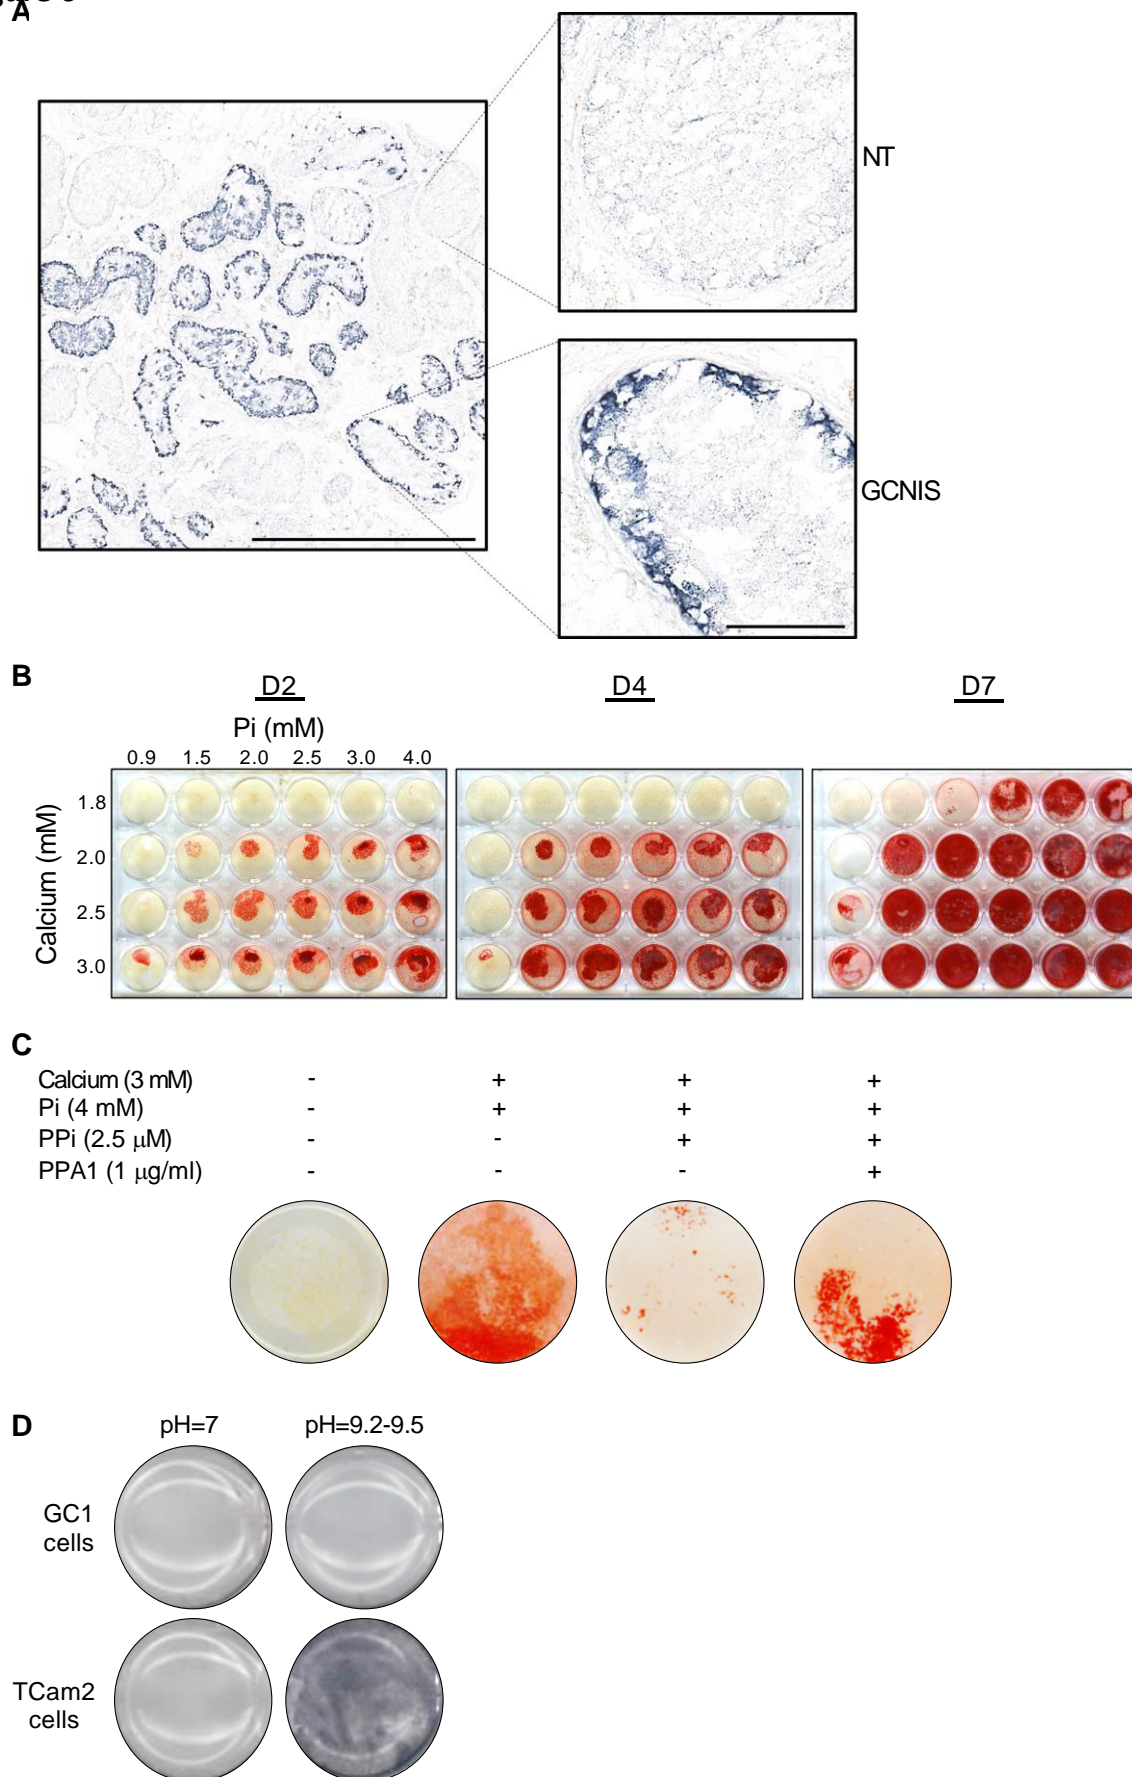 A
NT
GCNIS
B
D2 D4 D7
Pi (mM)
0.9 1.5 2.0 2.5 3.0 4.0
Calcium (mM)
1.8
2.0
2.5
3.0
C
Calcium (3 mM) - + + +
Pi (4 mM) - + + +
PPi (2.5 μM) - - + +
PPA1 (1 μg/ml) - - - +
D
pH=7 pH=9.2-9.5
GC1
cells
TCam2
cells